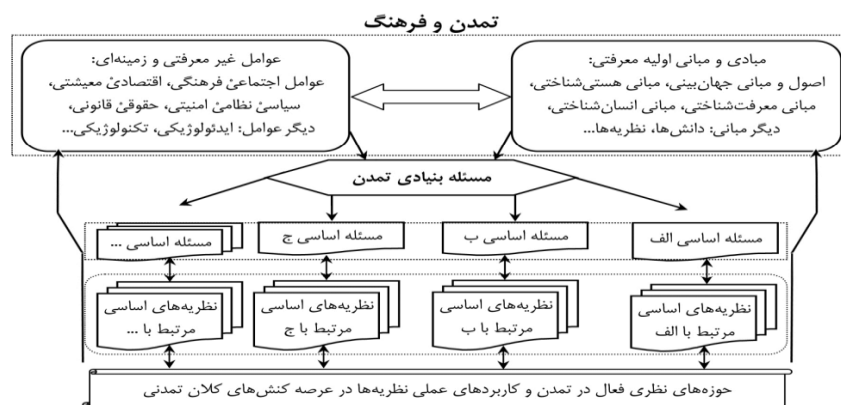 تمدن و فرهنگ
مبادی و مبانی اولیه معرفتی:
اصول و مبانی جهان‌بینی، مبانی هستی‌شناختی،
مبانی معرفت‌شناختی، مبانی انسان‌شناختی،
دیگر مبانی: دانش‌ها، نظریه‌ها...
عوامل غیر معرفتی و زمینه‌ای:
عوامل اجتماعیٔ فرهنگی، اقتصادیٔ معیشتی،
سیاسیٔ نظامیٔ امنیتی، حقوقیٔ قانونی،
دیگر عوامل: ایدئولوژیکی، تکنولوژیکی...
مسئله بنیادی تمدن
مسئله اساسی الف
مسئله اساسی ب
مسئله اساسی ج
مسئله اساسی ...
نظریه‌های اساسی
مرتبط با الف
نظریه‌های اساسی
مرتبط با ب
نظریه‌های اساسی
مرتبط با ج
نظریه‌های اساسی
مرتبط با ...
حوزه‌های نظری فعال در تمدن و کاربردهای عملی نظریه‌ها در عرصه کنش‌های کلان تمدنی